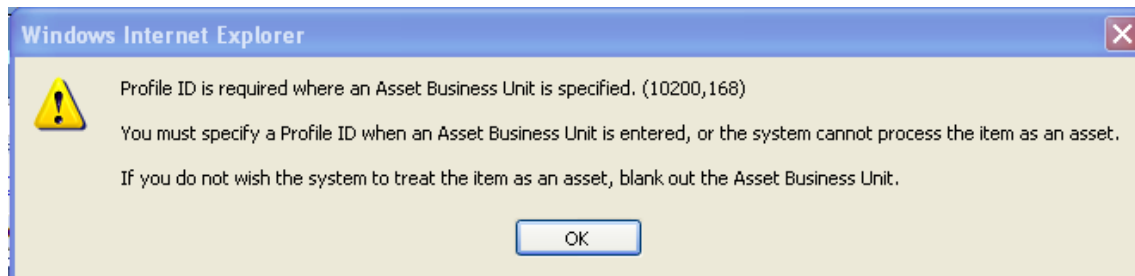 Windows Internet Explorer
Profile ID is required where an Asset Business Unit is specified. (10200,168)
You must specify a Profile ID when an Asset Business Unit is entered, or the system cannot process the item as an asset.
If you do not wish the system to treat the item as an asset, blank out the Asset Business Unit.
OK